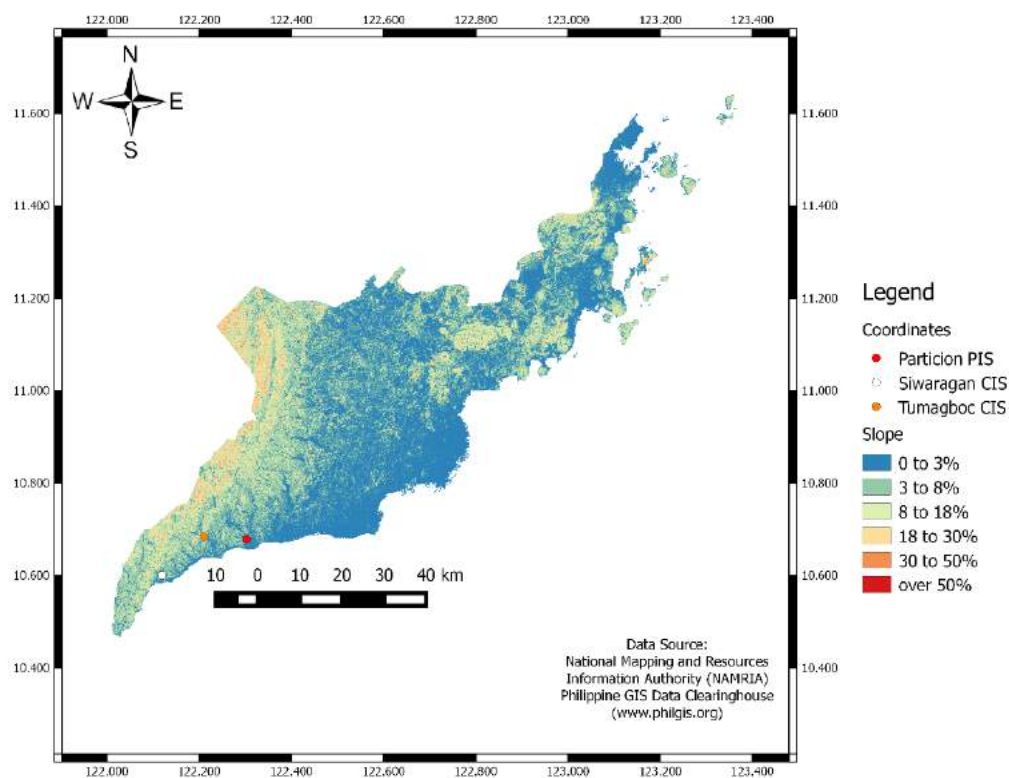 122.000 122.200 122.400 122.600 122.800 123.000 123.200 123.400
N
W E
S
11.600 11.600
11.400 11.400
11.200 11.200
11.000 11.000
10.800 10.800
10.600 10.600
10.400 10.400
10 0 10 20 30 40 km
Legend
Coordinates
Particion PIS
Siwaragan CIS
Tumagboc CIS
Slope
0 to 3%
3 to 8%
8 to 18%
18 to 30%
30 to 50%
over 50%
Data Source:
National Mapping and Resources
Information Authority (NAMRIA)
Philippine GIS Data Clearinghouse
(www.philgis.org)
122.000 122.200 122.400 122.600 122.800 123.000 123.200 123.400